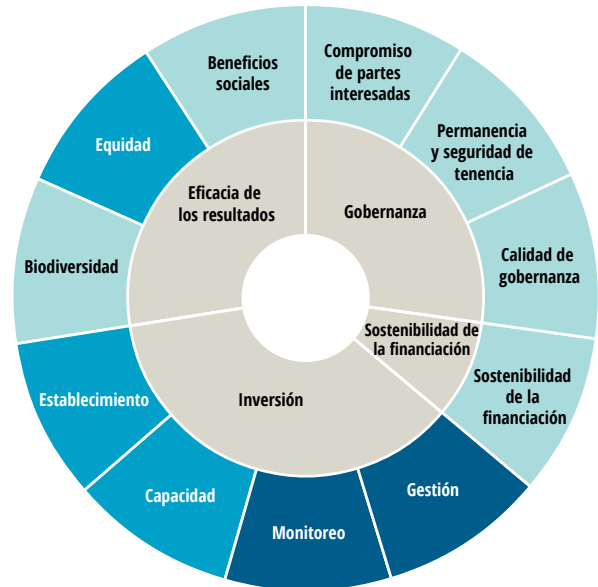 Beneficios
sociales
Compromiso
de partes
interesadas
Equidad
Permanencia
y seguridad de
tenencia
Eficacia de
los resultados
Gobernanza
Biodiversidad
Calidad de
gobernanza
Sostenibilidad de
la financiación
Sostenibilidad
de la
financiación
Establecimiento
Inversión
Capacidad
Gestión
Monitoreo